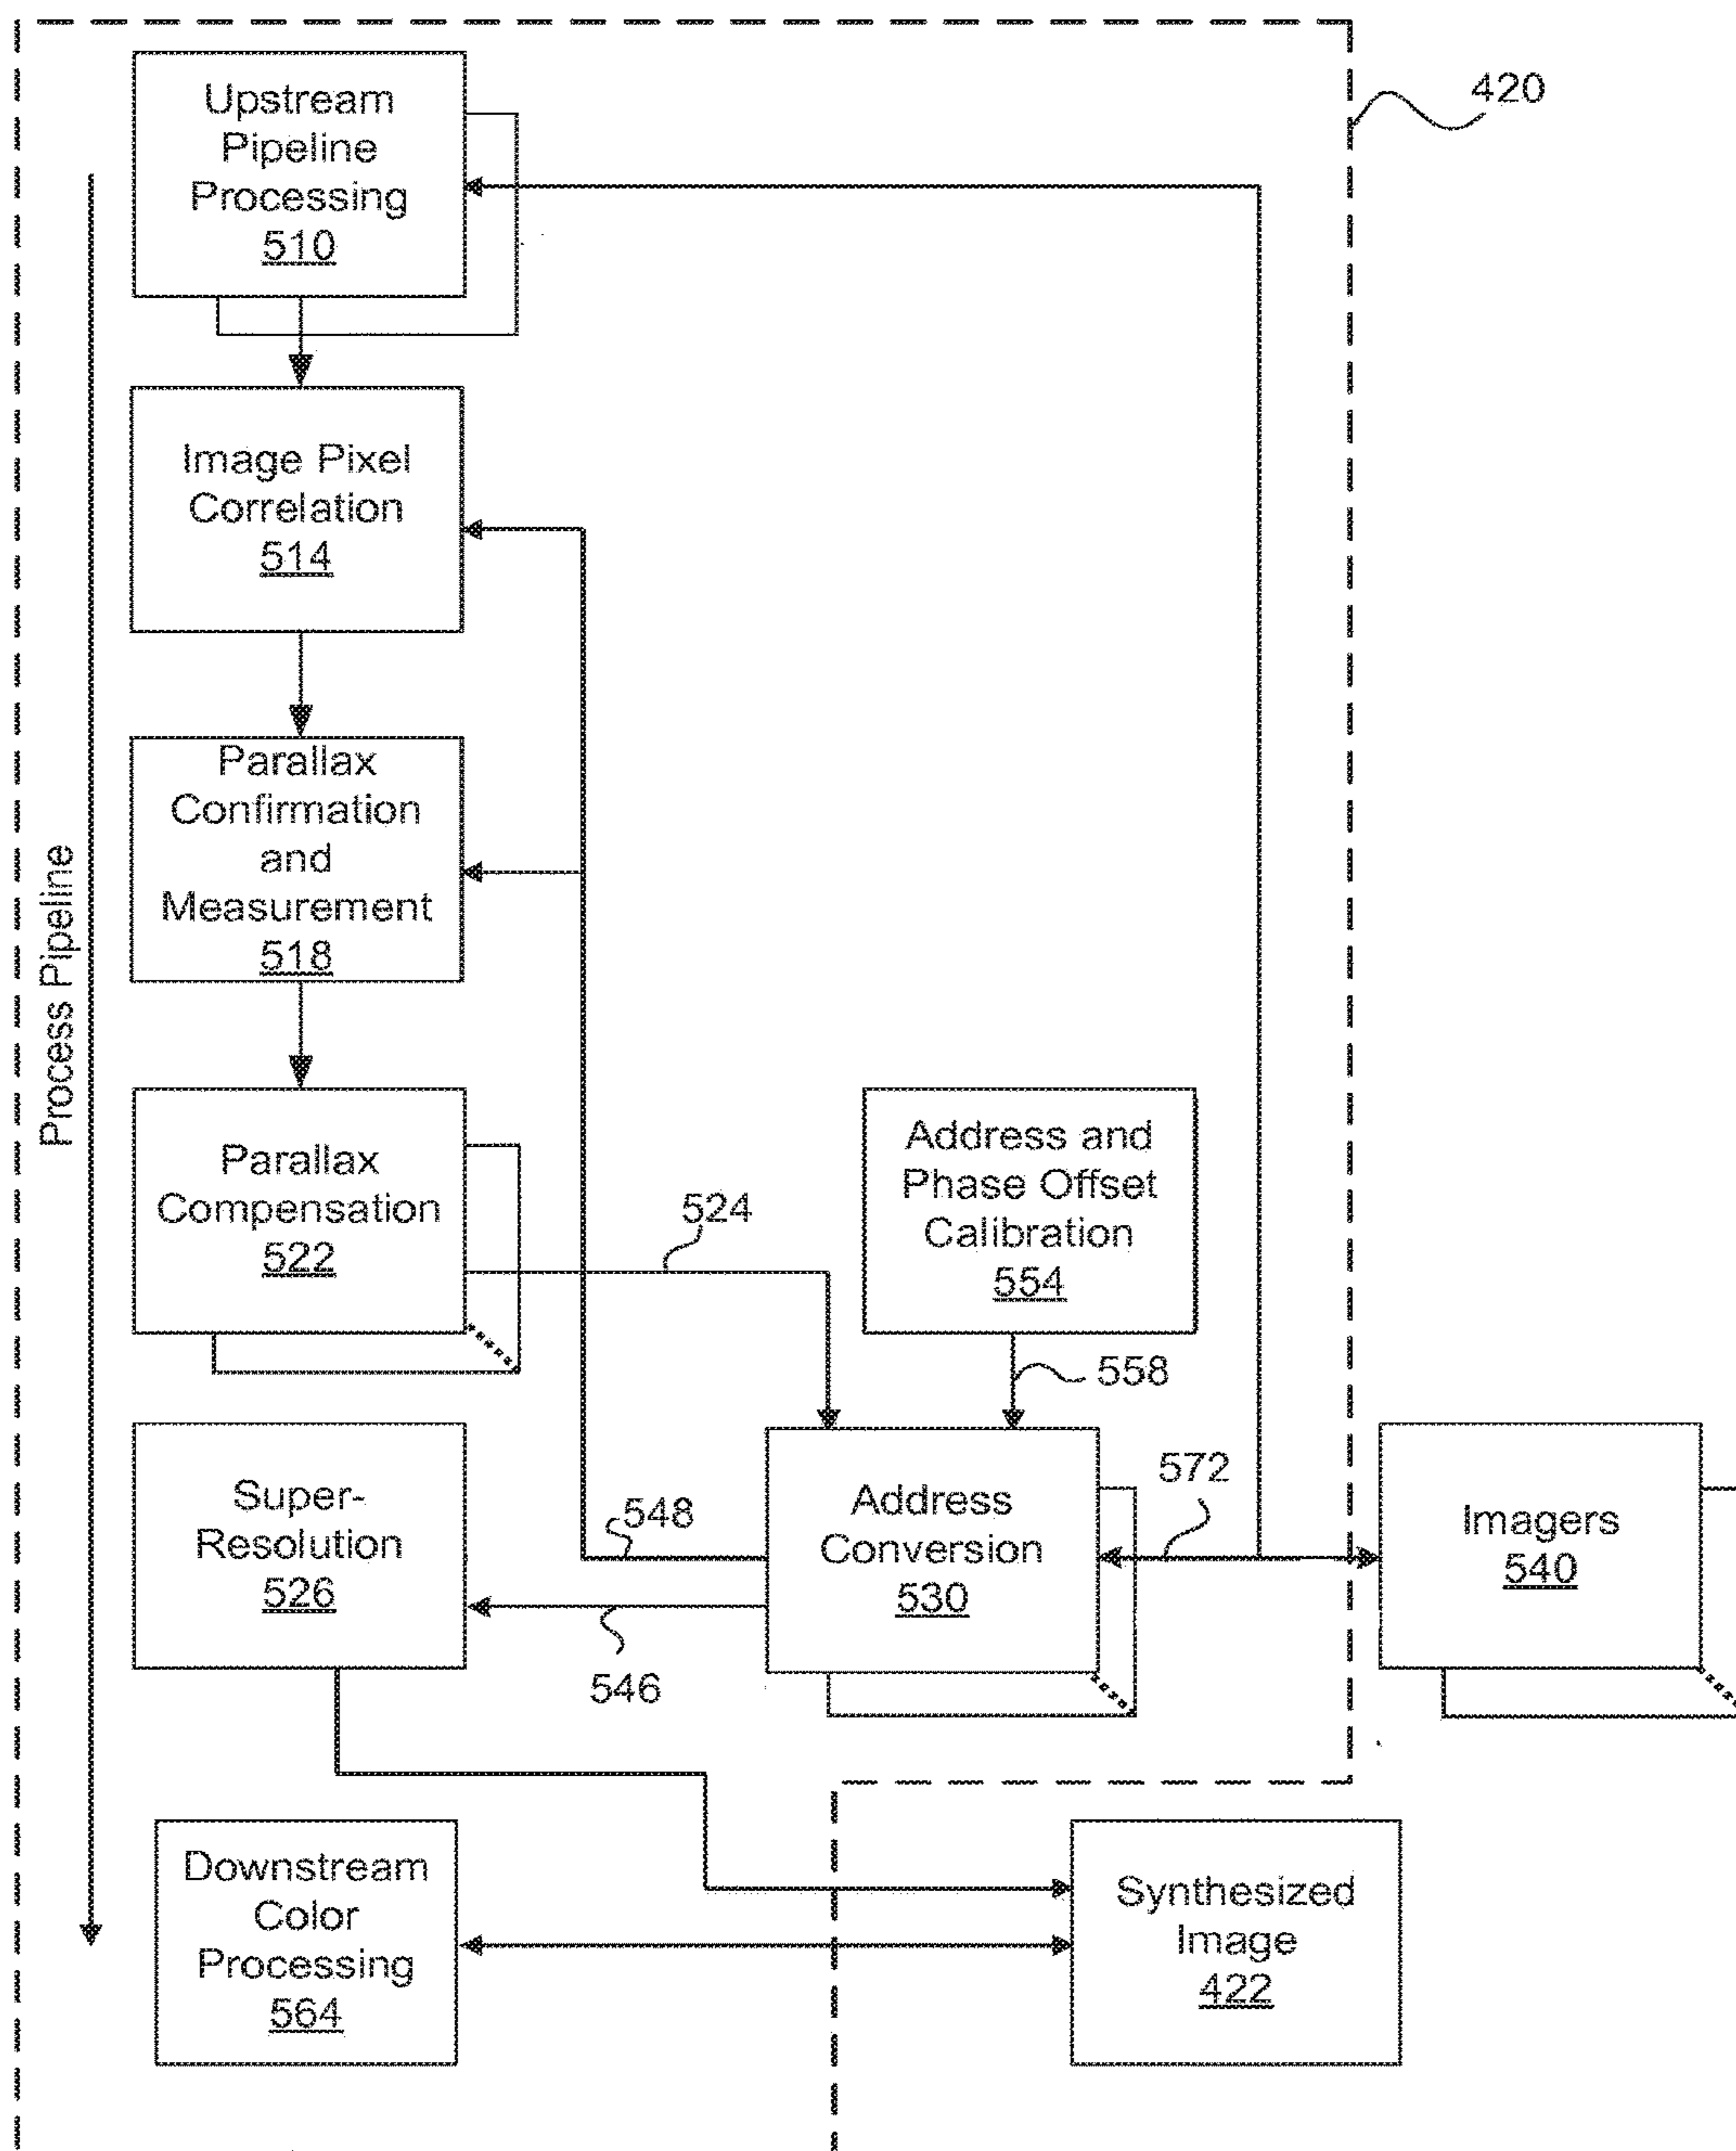 420
Upstream
Pipeline
Processing
510
Image Pixel
Correlation
514
Parallax
Confirmation
and
Measurement
518
Process Pipeline
Parallax
Compensation
522
524
Address and
Phase Offset
Calibration
554
558
Super-
Resolution
526
548
546
Address
Conversion
530
572
Imagers
540
Downstream
Color
Processing
564
Synthesized
Image
422